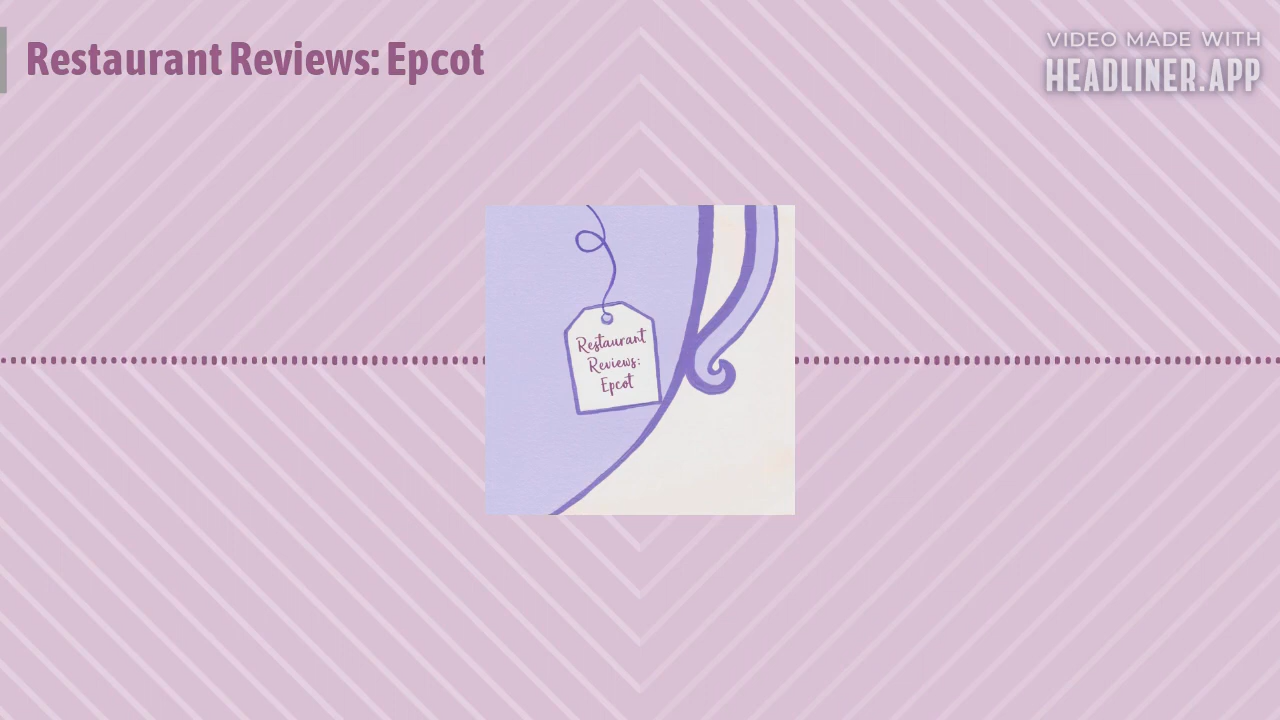 Restaurant Reviews: Epcot
VIDEO MADE WITH
HEADLINER.APP
Restaurant
Reviews:
Epcot